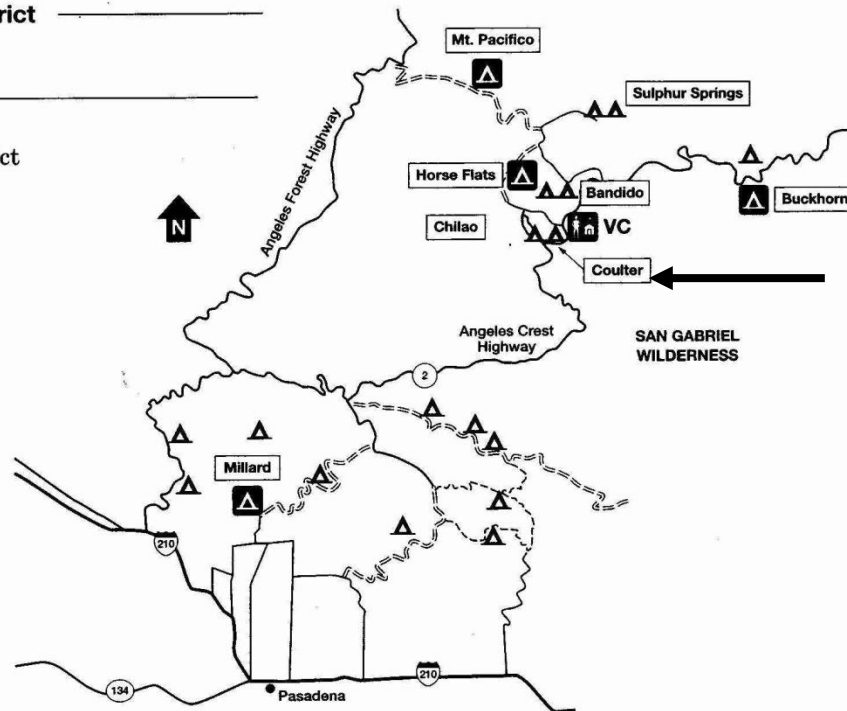 rict
Mt. Pacifico
Sulphur Springs
ct
Angeles Forest Highway
Horse Flats
Bandido
Buckhorn
N
Chilao
VC
Coulter
Angeles Crest
Highway
SAN GABRIEL
WILDERNESS
2
Millard
210
210
134
Pasadena